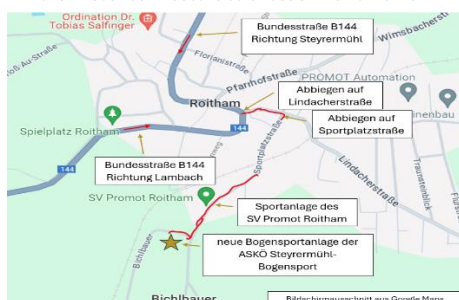 Ordination Dr.
Tobias Salfinger
Bundesstraße B144
Richtung Steyrermühl
Wimsbacherstr
Florianistraße
Pfarrhofstraße
PROMOT Automation
Roitham
Abbiegen auf
Lindacherstraße
Abbiegen auf
Sportplatzstraße
inenbau
Spielplatz Roitham
144
144
Bundesstraße B144
Richtung Lambach
Sportplatzstraße
Lindacherstraße
Traunsteinblick
SV Promot Roitham
Sportanlage des
SV Promot Roitham
Bichlbauer
neue Bogensportanlage der
ASKÖ Steyrermühl-
Bogensport
Bichlbauer
Bildschirmausschnitt aus Google Maps